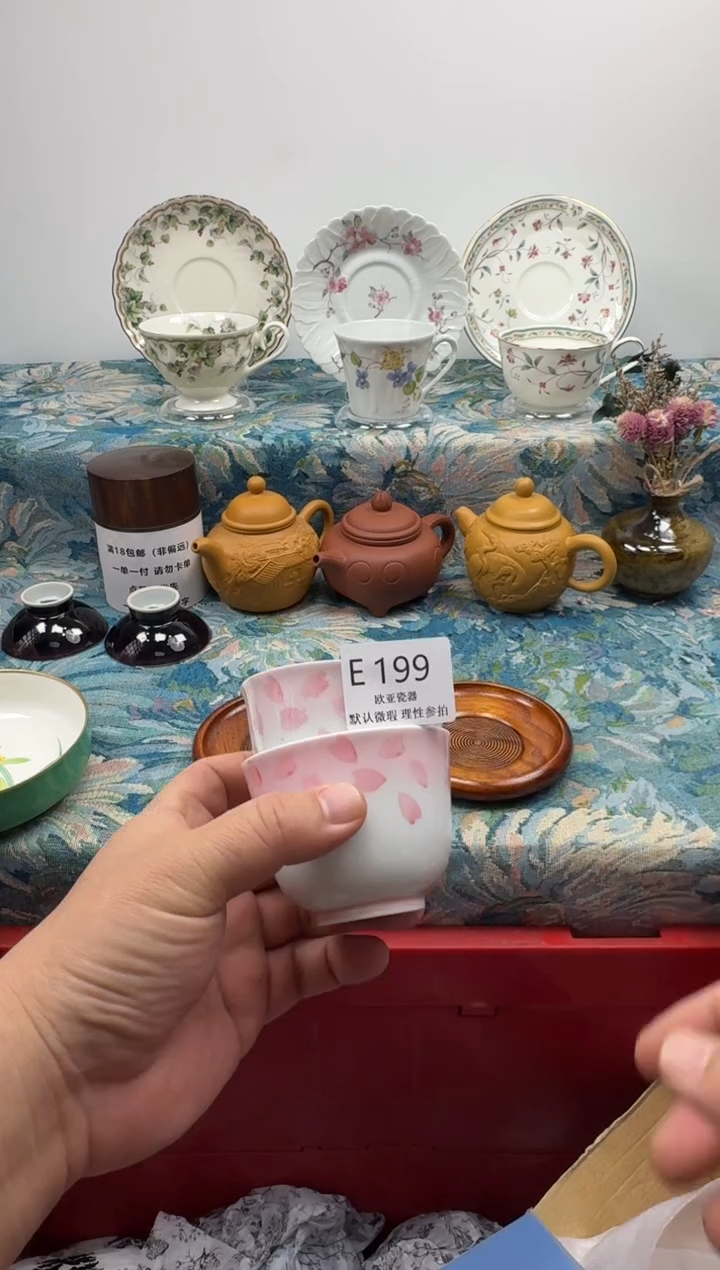 满18包邮（非偏远）
一单一付 请勿卡单
E199
欧亚瓷器
默认微瑕 理性参拍